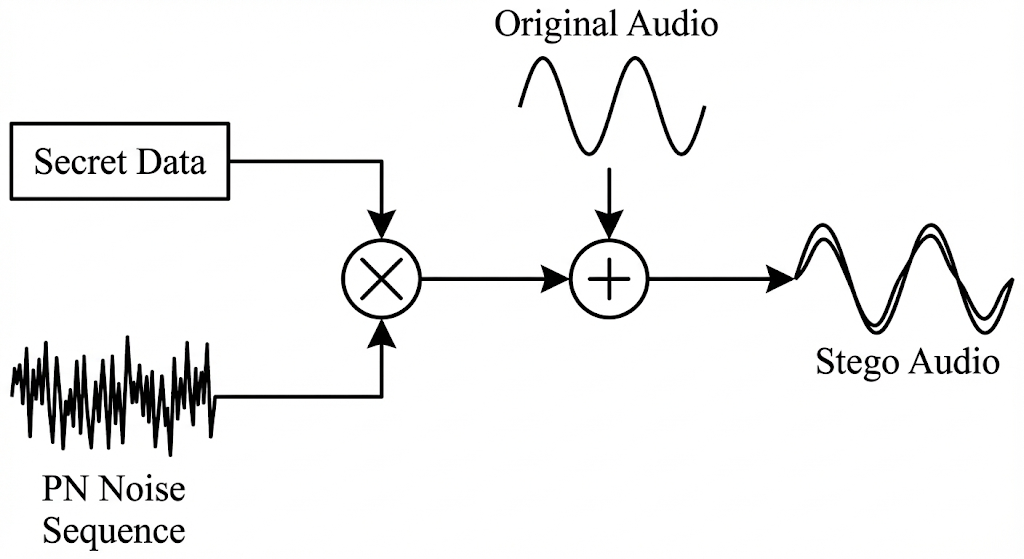 Original Audio
Secret Data
Stego Audio
PN Noise
Sequence